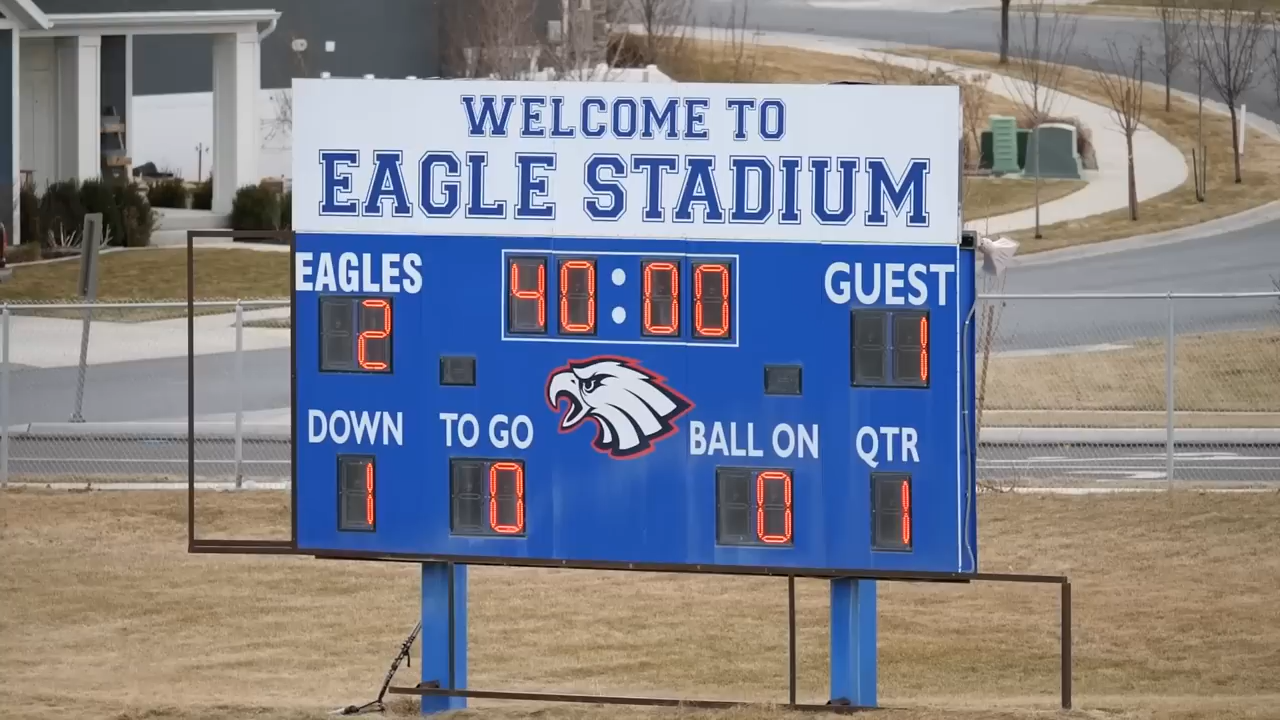 WELCOME TO
EAGLE STADIUM
EAGLES 40:00 GUEST
2 1
DOWN TO GO BALL ON QTR
1 0 0 1